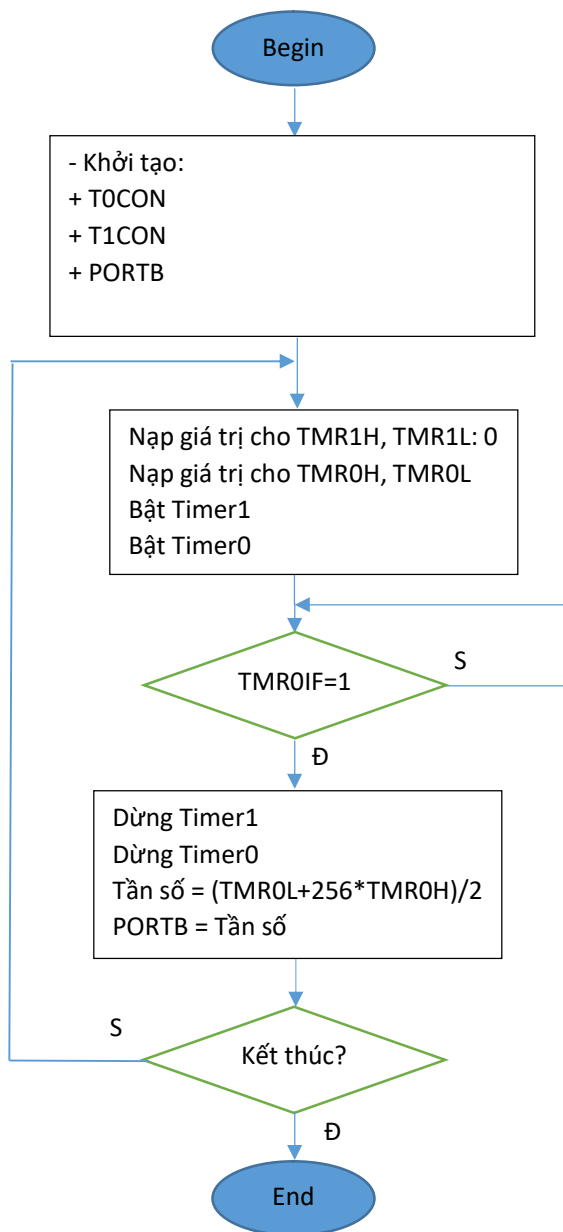 Begin
- Khởi tạo:
+ T0CON
+ T1CON
+ PORTB
Nạp giá trị cho TMR1H, TMR1L: 0
Nạp giá trị cho TMR0H, TMR0L
Bật Timer1
Bật Timer0
TMR0IF=1
S
Đ
Dừng Timer1
Dừng Timer0
Tần số = (TMR0L+256*TMR0H)/2
PORTB = Tần số
S
Kết thúc?
Đ
End